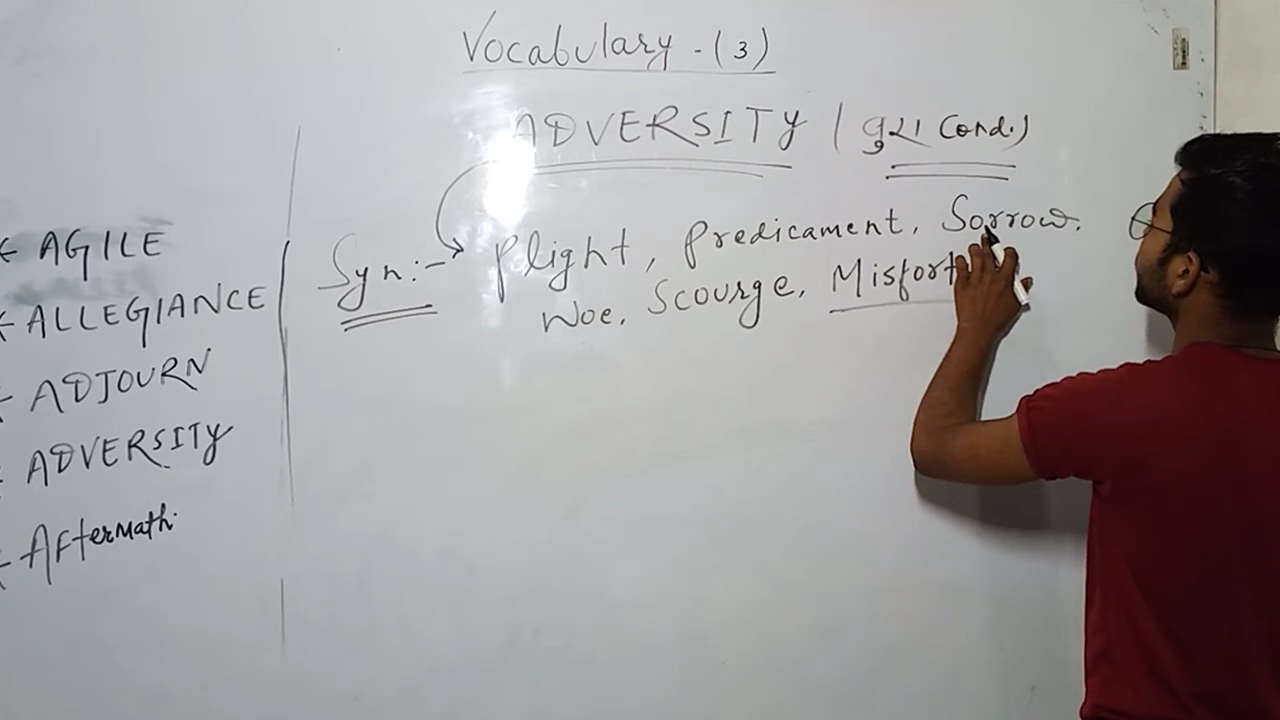 Vocabulary - (3)
ADVERSITY (बुरा Cond.)
Syn:- Plight, Predicament, Sorrow.
Woe, Scourge, Misfort
AGILE
ALLEGIANCE
ADJOURN
ADVERSITY
Aftermath.